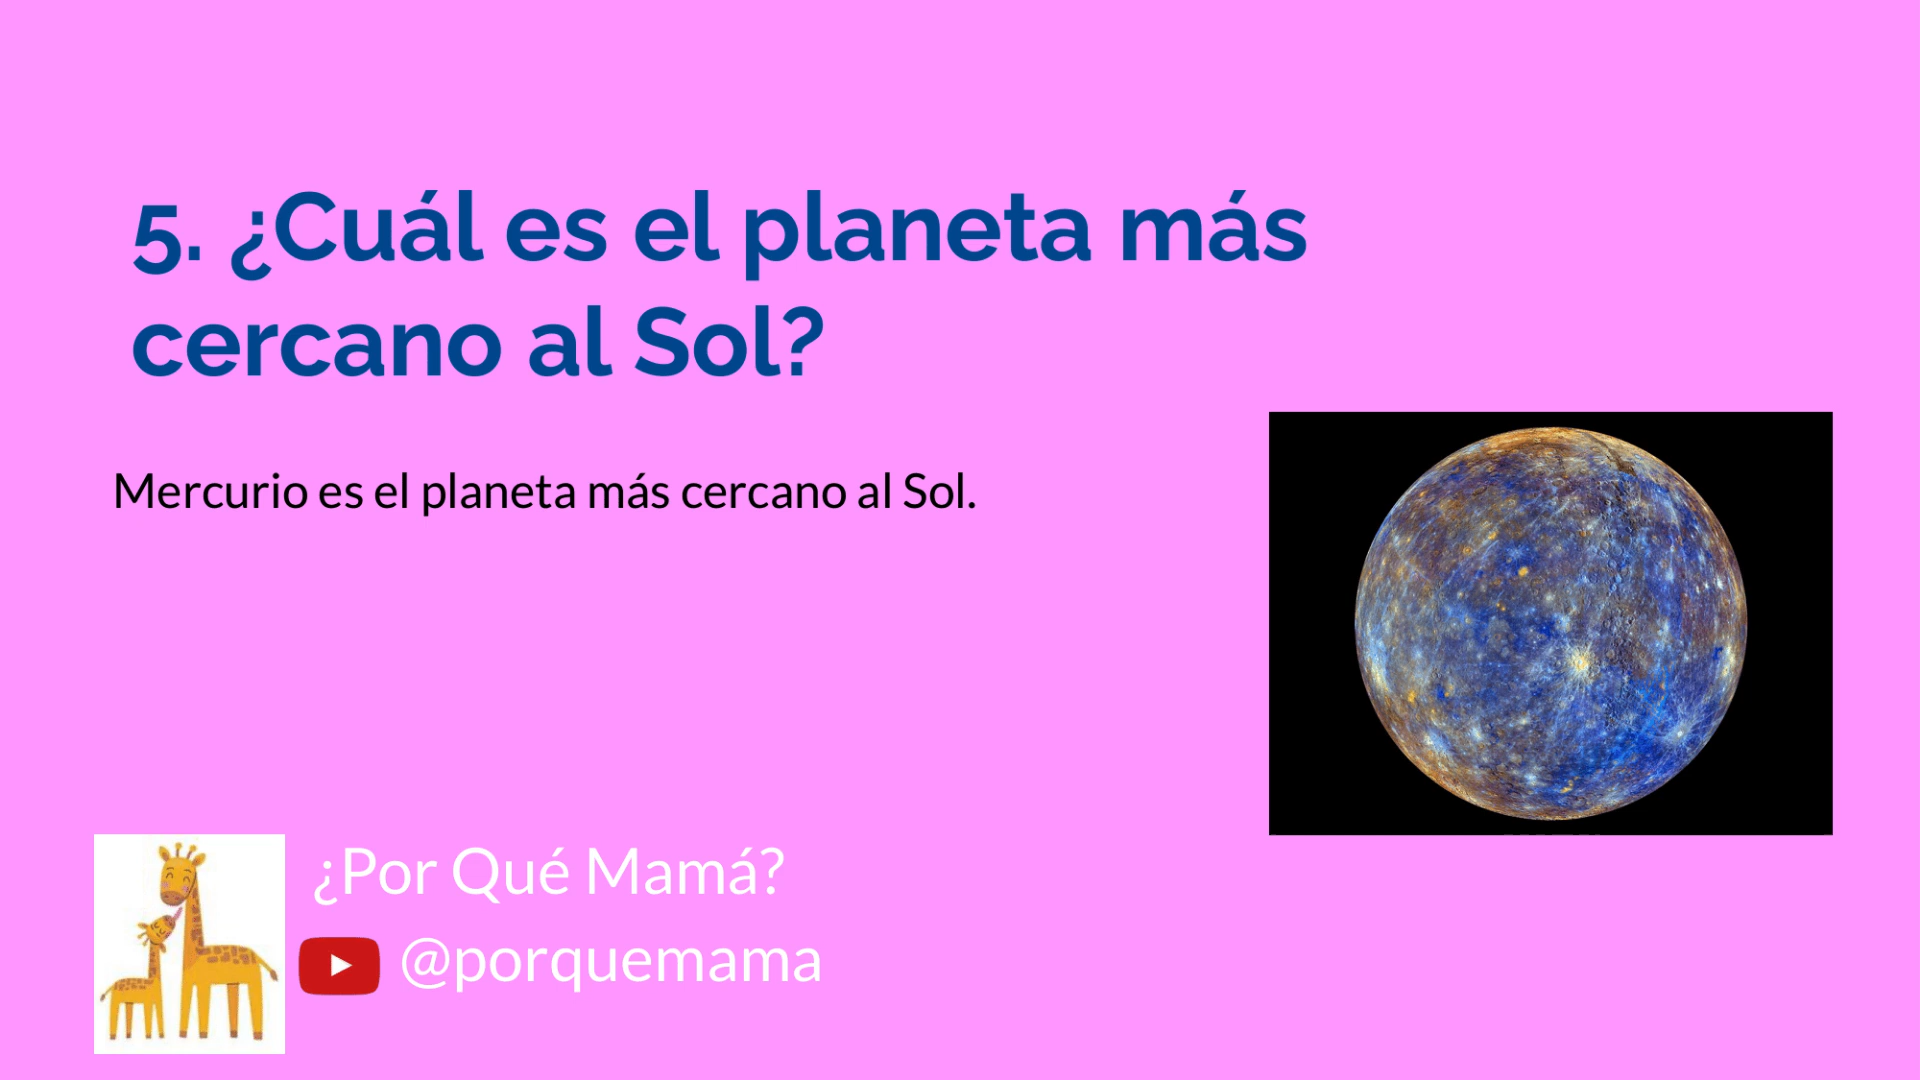 5. ¿Cuál es el planeta más
cercano al Sol?
Mercurio es el planeta más cercano al Sol.
¿Por Qué Mamá?
@porquemama